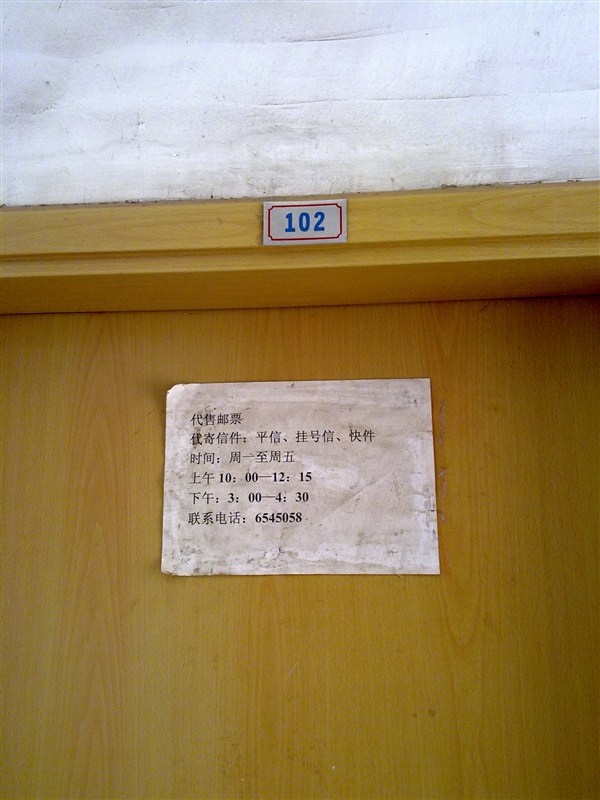 102
代售邮票
代寄信件：平信、挂号信、快件
时间：周一至周五
上午 10：00—12：15
下午：3：00—4：30
联系电话：6545058